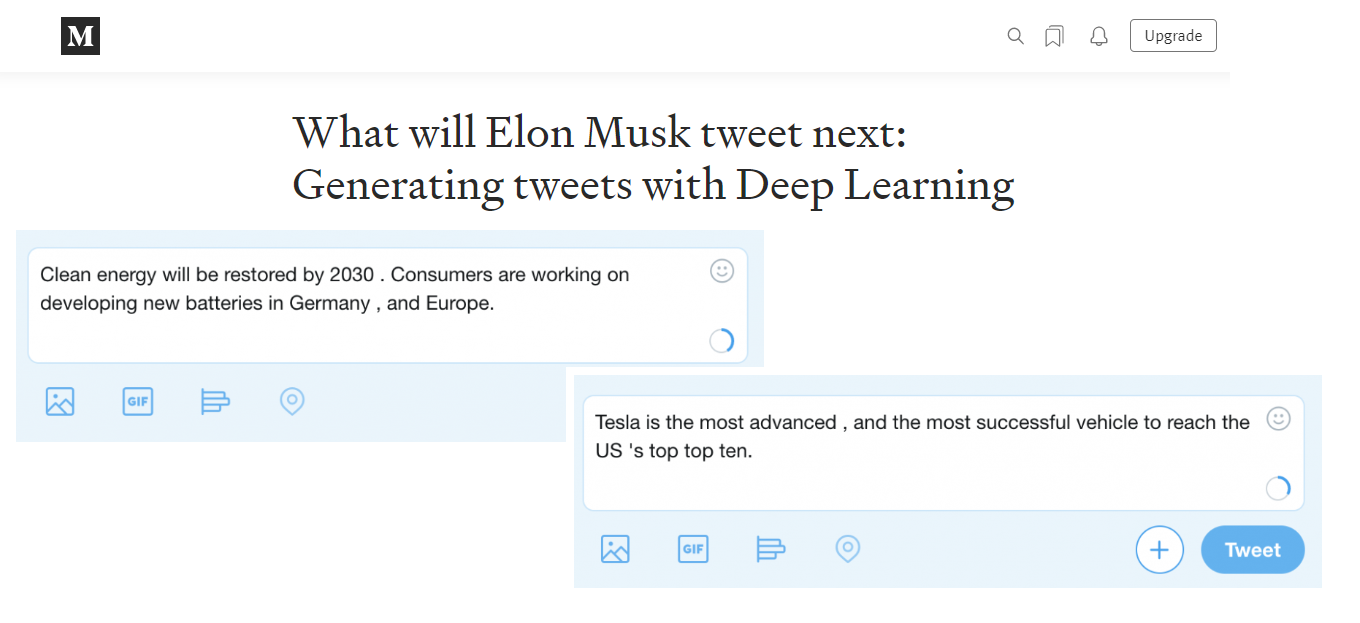 M
Upgrade
What will Elon Musk tweet next:
Generating tweets with Deep Learning
Clean energy will be restored by 2030 . Consumers are working on
developing new batteries in Germany , and Europe.
GIF
Tesla is the most advanced , and the most successful vehicle to reach the
US 's top top ten.
GIF
Tweet